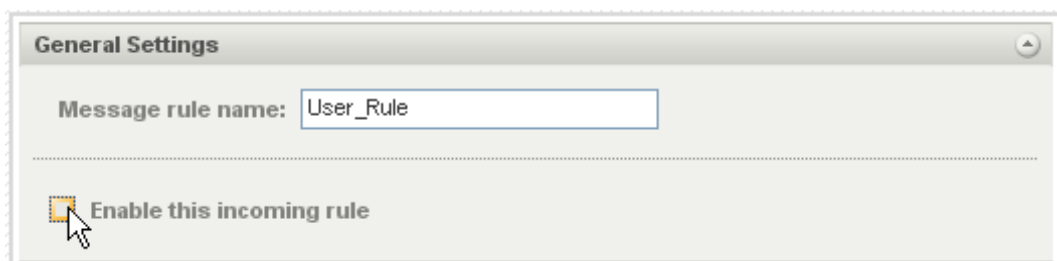 General Settings
Message rule name: User_Rule
Enable this incoming rule